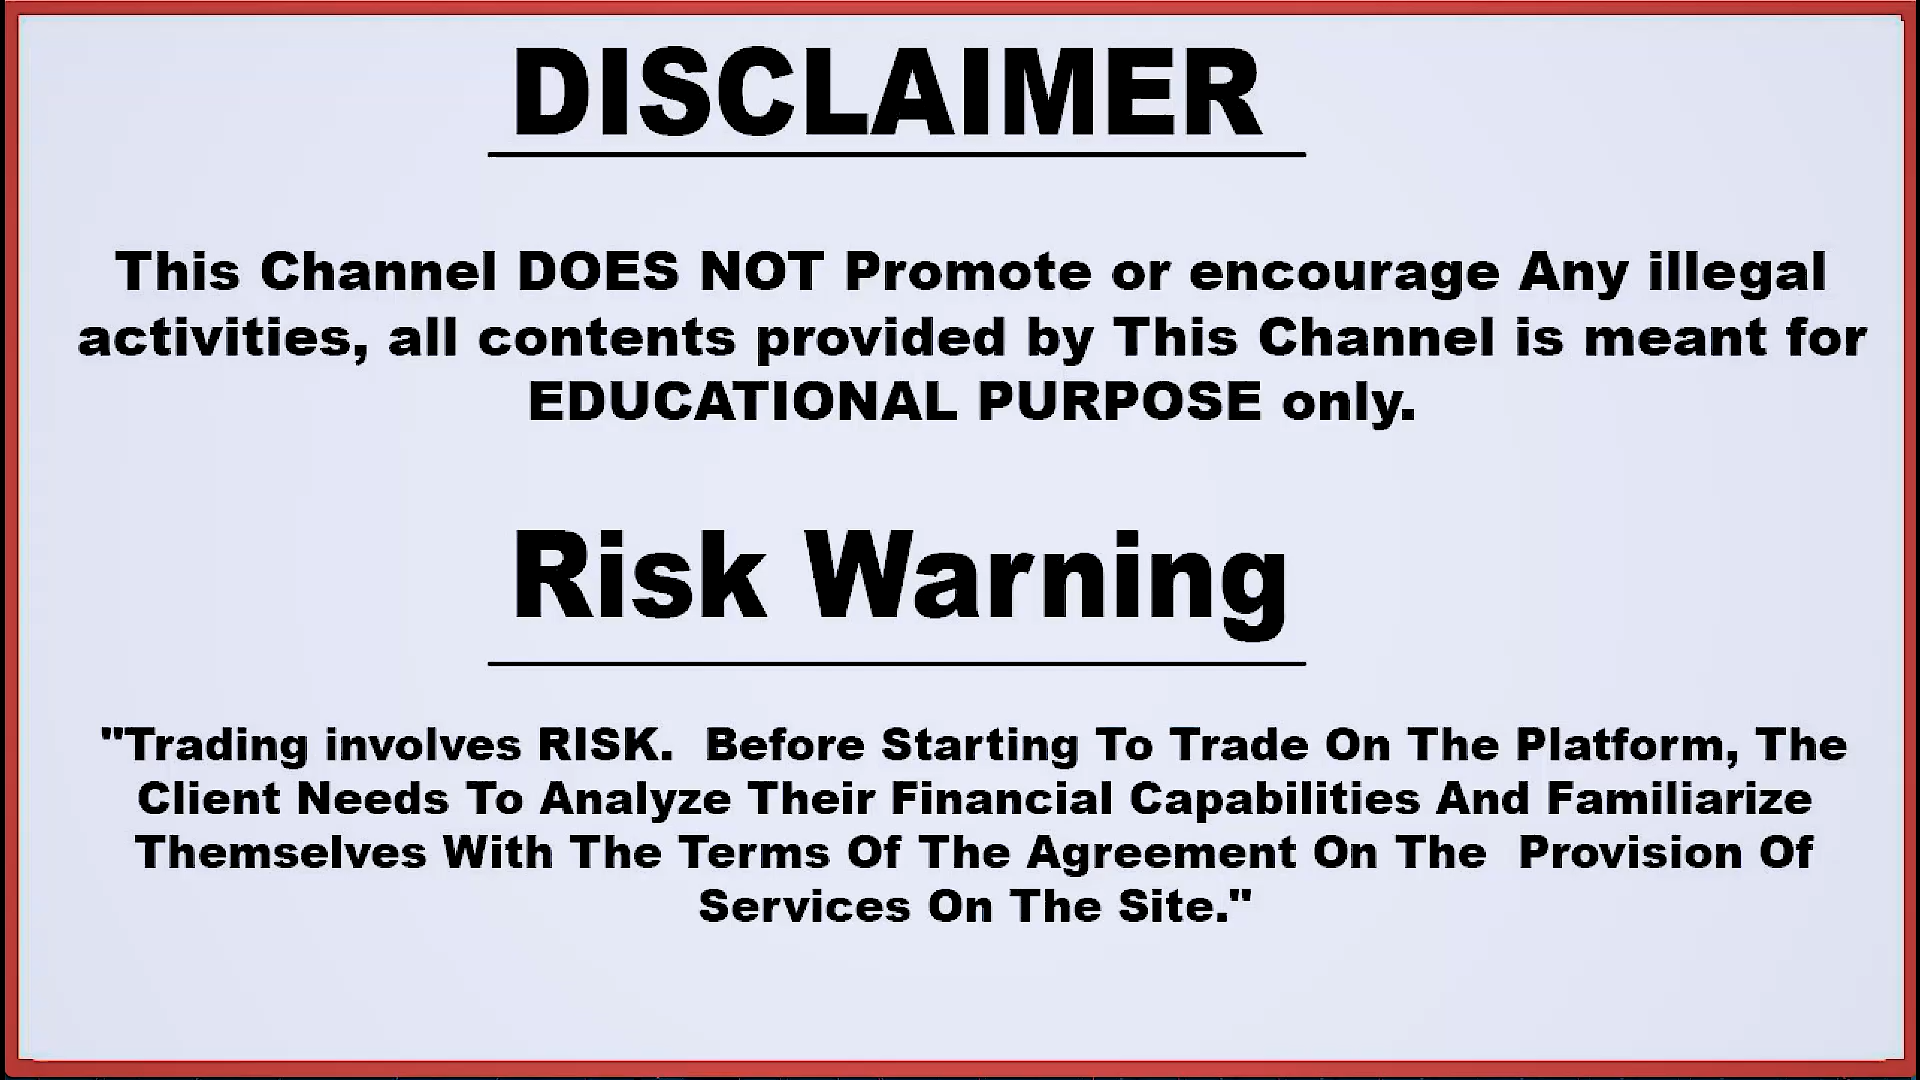 DISCLAIMER
This Channel DOES NOT Promote or encourage Any illegal
activities, all contents provided by This Channel is meant for
EDUCATIONAL PURPOSE only.
Risk Warning
"Trading involves RISK.  Before Starting To Trade On The Platform, The
Client Needs To Analyze Their Financial Capabilities And Familiarize
Themselves With The Terms Of The Agreement On The  Provision Of
Services On The Site."